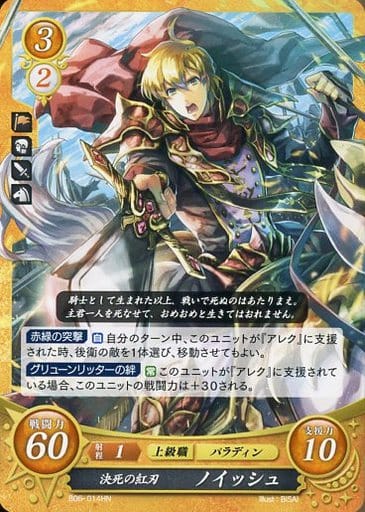 3
2
騎士として生まれた以上、戦いで死ぬのはあたりまえ。
主君一人を死なせて、おめおめと生きてはおれません。
赤緑の突撃 自 自分のターン中、このユニットが『アレク』に支援
された時、後衛の敵を1体選び、移動させてもよい。
グリューンリッターの絆 常 このユニットが『アレク』に支援されて
いる場合、このユニットの戦闘力は+30される。
戦闘力
60
射程 1
上級職
パラディン
支援力
10
決死の紅刃 ノイッシュ
B06-014HN
Illust：BISAI